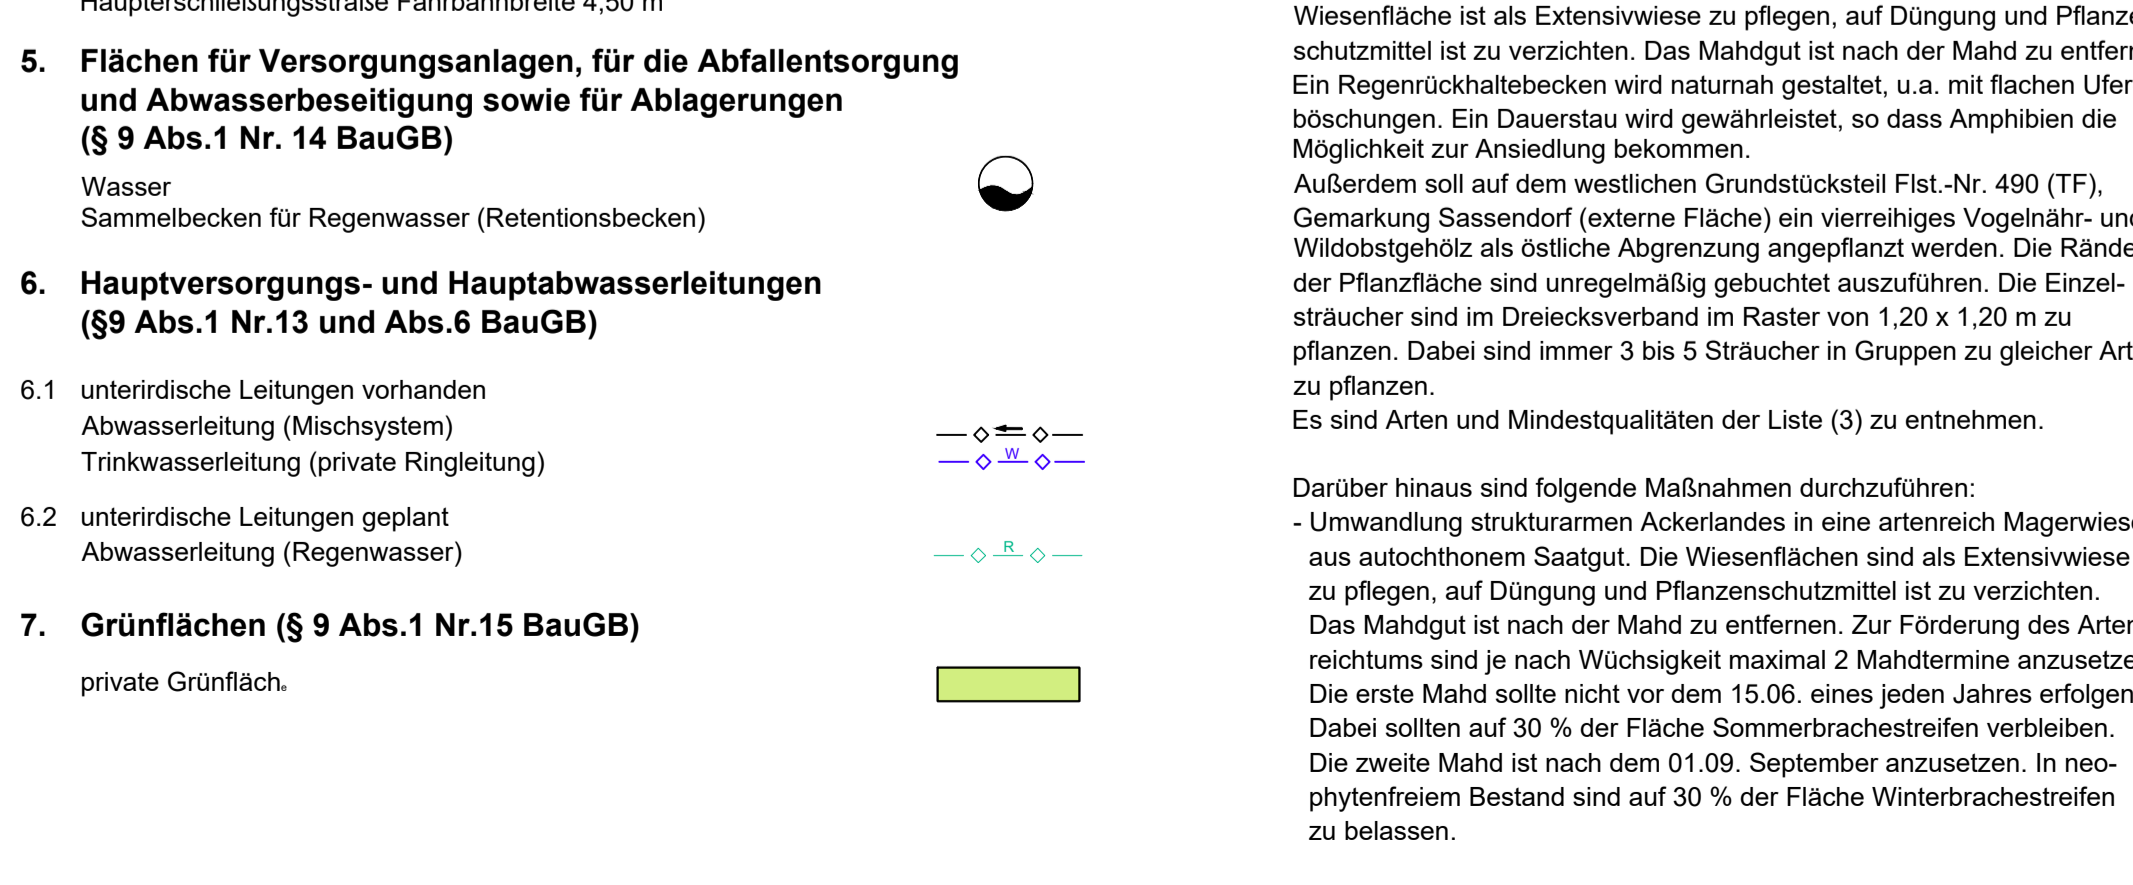 Haupterschließungsstraße Fahrbahnbreite 4,50 m
5. Flächen für Versorgungsanlagen, für die Abfallentsorgung
und Abwasserbeseitigung sowie für Ablagerungen
(§ 9 Abs.1 Nr. 14 BauGB)
Wasser
Sammelbecken für Regenwasser (Retentionsbecken)
6. Hauptversorgungs- und Hauptabwasserleitungen
(§9 Abs.1 Nr.13 und Abs.6 BauGB)
6.1 unterirdische Leitungen vorhanden
Abwasserleitung (Mischsystem)
Trinkwasserleitung (private Ringleitung)
W
6.2 unterirdische Leitungen geplant
Abwasserleitung (Regenwasser)
R
7. Grünflächen (§ 9 Abs.1 Nr.15 BauGB)
private Grünfläche
Wiesenfläche ist als Extensivwiese zu pflegen, auf Düngung und Pflanze
schutzmittel ist zu verzichten. Das Mahdgut ist nach der Mahd zu entfern
Ein Regenrückhaltebecken wird naturnah gestaltet, u.a. mit flachen Ufer
böschungen. Ein Dauerstau wird gewährleistet, so dass Amphibien die
Möglichkeit zur Ansiedlung bekommen.
Außerdem soll auf dem westlichen Grundstücksteil Flst.-Nr. 490 (TF),
Gemarkung Sassendorf (externe Fläche) ein vierreihiges Vogelnähr- und
Wildobstgehölz als östliche Abgrenzung angepflanzt werden. Die Rände
der Pflanzfläche sind unregelmäßig gebuchtet auszuführen. Die Einzel-
sträucher sind im Dreiecksverband im Raster von 1,20 x 1,20 m zu
pflanzen. Dabei sind immer 3 bis 5 Sträucher in Gruppen zu gleicher Art
zu pflanzen.
Es sind Arten und Mindestqualitäten der Liste (3) zu entnehmen.
Darüber hinaus sind folgende Maßnahmen durchzuführen:
- Umwandlung strukturarmen Ackerlandes in eine artenreich Magerwiese
aus autochthonem Saatgut. Die Wiesenflächen sind als Extensivwiese
zu pflegen, auf Düngung und Pflanzenschutzmittel ist zu verzichten.
Das Mahdgut ist nach der Mahd zu entfernen. Zur Förderung des Arten
reichtums sind je nach Wüchsigkeit maximal 2 Mahdtermine anzusetze
Die erste Mahd sollte nicht vor dem 15.06. eines jeden Jahres erfolgen
Dabei sollten auf 30 % der Fläche Sommerbrachestreifen verbleiben.
Die zweite Mahd ist nach dem 01.09. September anzusetzen. In neo-
phytenfreiem Bestand sind auf 30 % der Fläche Winterbrachestreifen
zu belassen.